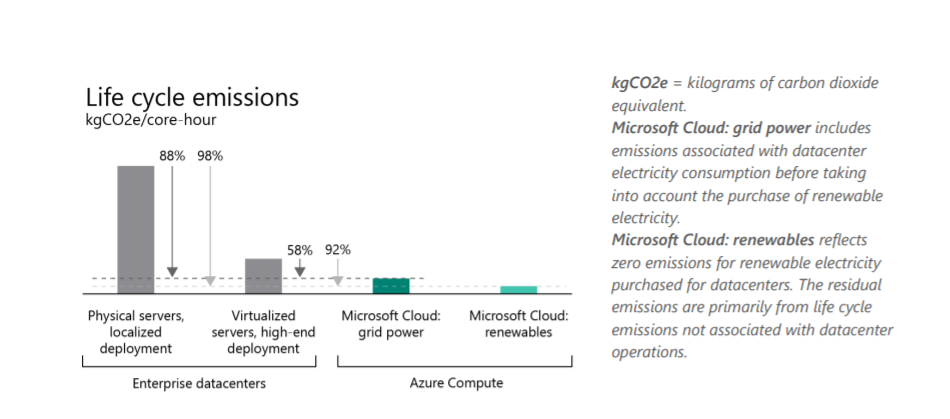 Life cycle emissions
kgCO2e/core-hour
88% 98%
58% 92%
Physical servers,
localized
deployment
Virtualized
servers, high-end
deployment
Microsoft Cloud:
grid power
Microsoft Cloud:
renewables
Enterprise datacenters
Azure Compute
kgCO2e = kilograms of carbon dioxide
equivalent.
Microsoft Cloud: grid power includes
emissions associated with datacenter
electricity consumption before taking
into account the purchase of renewable
electricity.
Microsoft Cloud: renewables reflects
zero emissions for renewable electricity
purchased for datacenters. The residual
emissions are primarily from life cycle
emissions not associated with datacenter
operations.